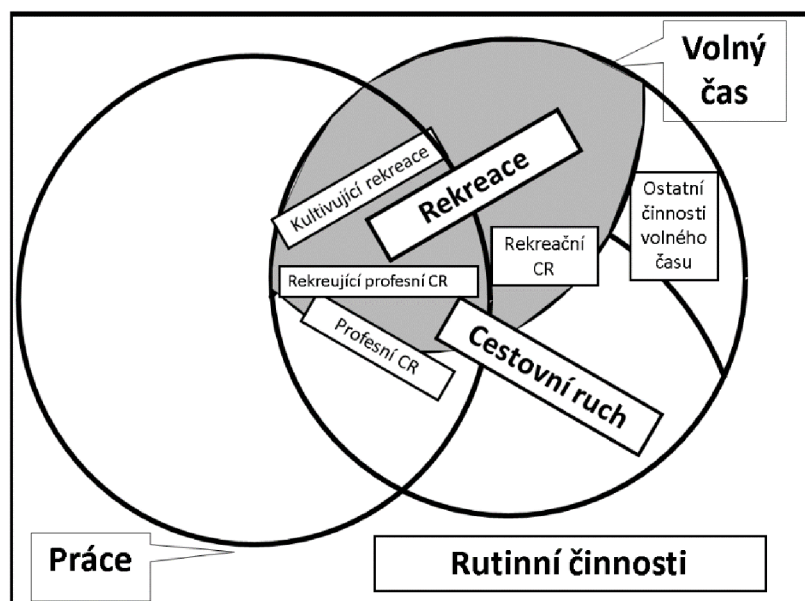 Volný
čas
Kultivující rekreace
Rekreace
Ostatní
činnosti
volného
času
Rekreační
CR
Rekreující profesní CR
Profesní CR
Cestovní ruch
Práce
Rutinní činnosti